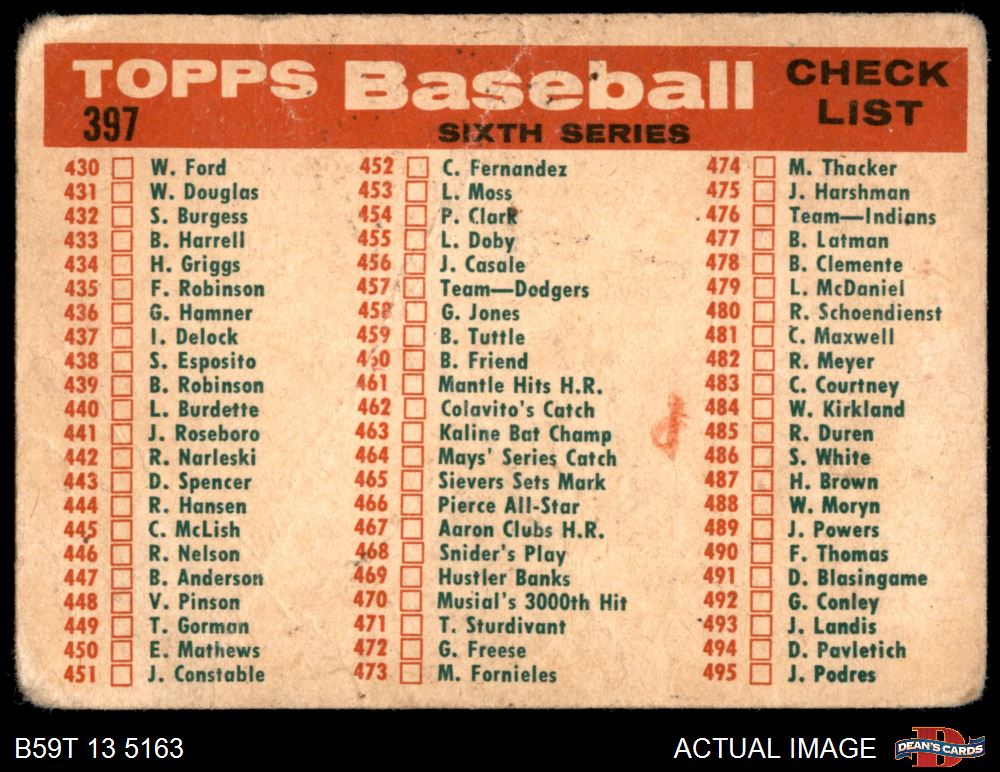 TOPPS Baseball CHECK LIST
397 SIXTH SERIES
430 W. Ford
431 W. Douglas
432 S. Burgess
433 B. Harrell
434 H. Griggs
435 F. Robinson
436 G. Hamner
437 I. Delock
438 S. Esposito
439 B. Robinson
440 L. Burdette
441 J. Roseboro
442 R. Narleski
443 D. Spencer
444 R. Hansen
445 C. McLish
446 R. Nelson
447 B. Anderson
448 V. Pinson
449 T. Gorman
450 E. Mathews
451 J. Constable
452 C. Fernandez
453 L. Moss
454 P. Clark
455 L. Doby
456 J. Casale
457 Team—Dodgers
458 G. Jones
459 B. Tuttle
460 B. Friend
461 Mantle Hits H.R.
462 Colavito's Catch
463 Kaline Bat Champ
464 Mays' Series Catch
465 Sievers Sets Mark
466 Pierce All-Star
467 Aaron Clubs H.R.
468 Snider's Play
469 Hustler Banks
470 Musial's 3000th Hit
471 T. Sturdivant
472 G. Freese
473 M. Fornieles
474 M. Thacker
475 J. Harshman
476 Team—Indians
477 B. Latman
478 B. Clemente
479 L. McDaniel
480 R. Schoendienst
481 C. Maxwell
482 R. Meyer
483 C. Courtney
484 W. Kirkland
485 R. Duren
486 S. White
487 H. Brown
488 W. Moryn
489 J. Powers
490 F. Thomas
491 D. Blasingame
492 G. Conley
493 J. Landis
494 D. Pavletich
495 J. Podres
B59T 13 5163
ACTUAL IMAGE
DEAN'S CARDS